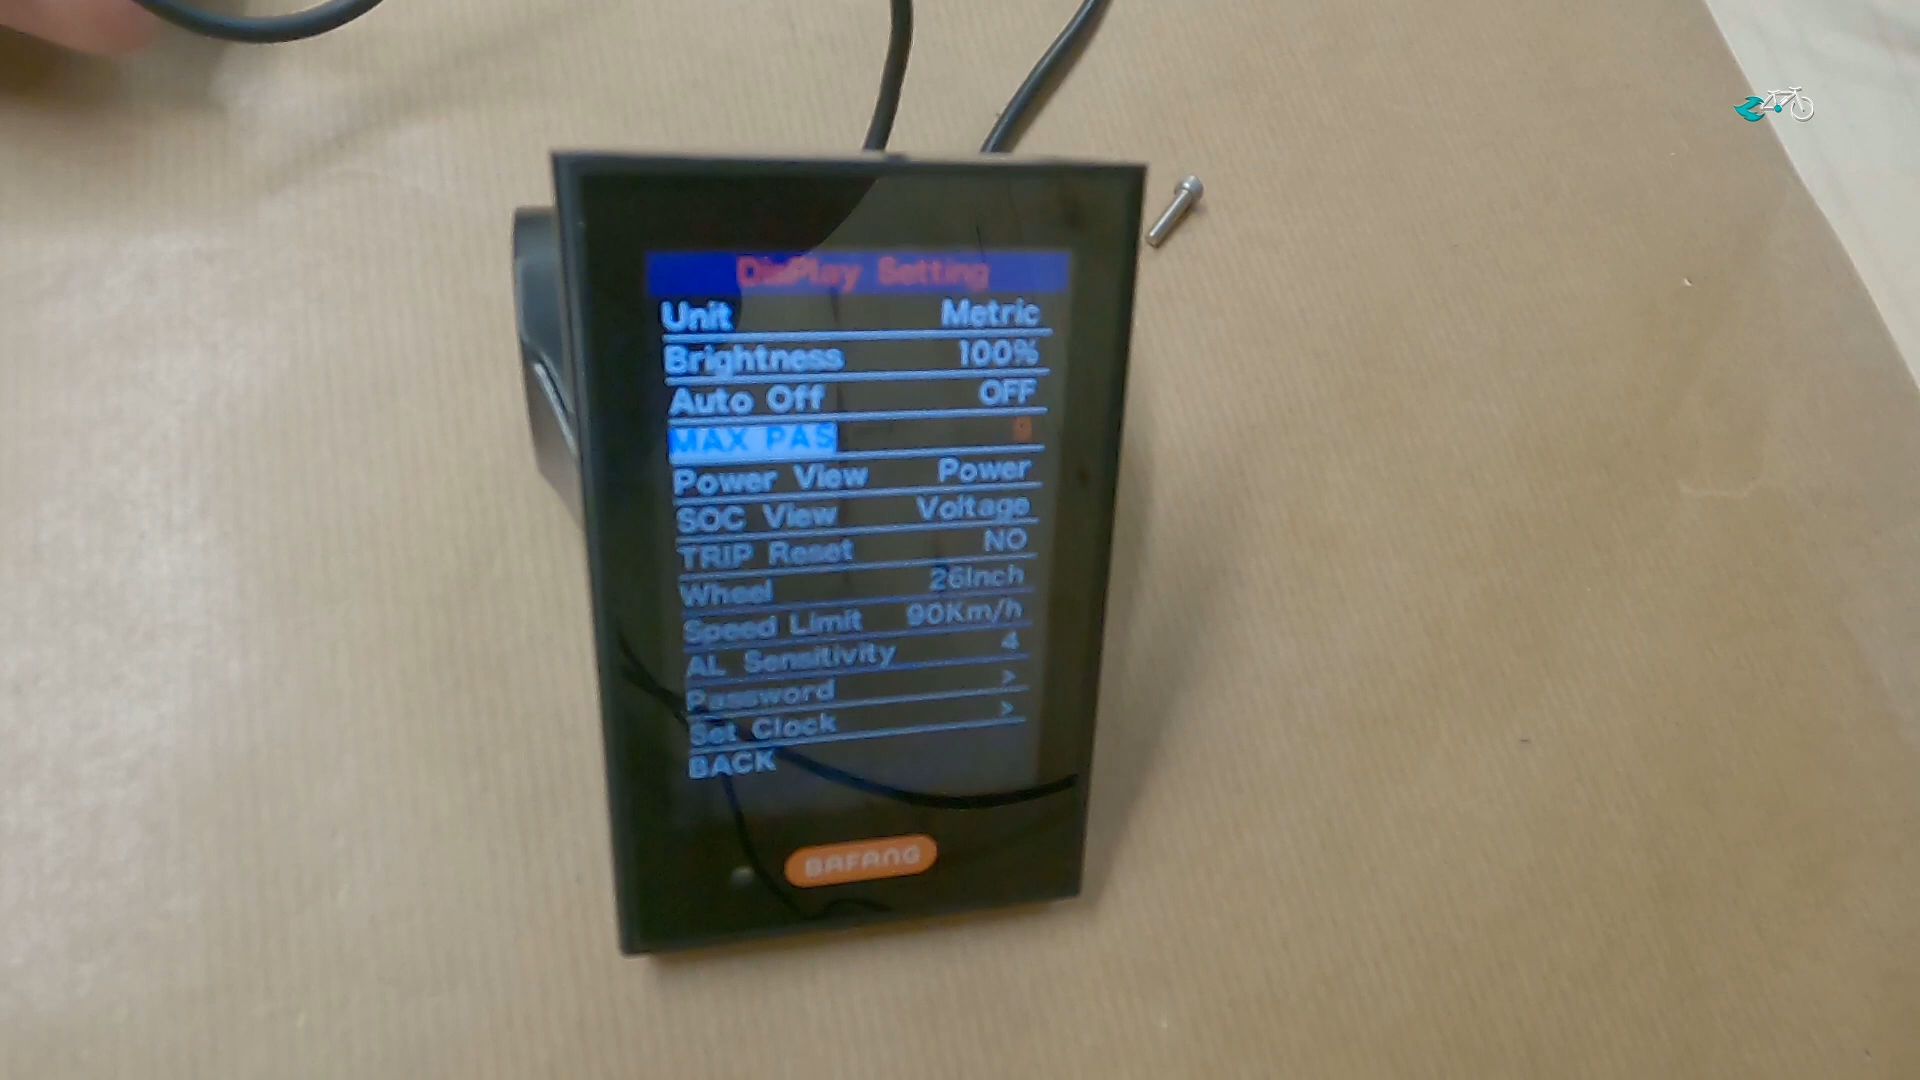 DisPlay Setting
Unit Metric
Brightness 100%
Auto Off OFF
MAX PAS 9
Power View Power
SOC View Voltage
TRIP Reset NO
Wheel 26Inch
Speed Limit 90Km/h
AL Sensitivity 4
Password >
Set Clock >
BACK
BAFANG